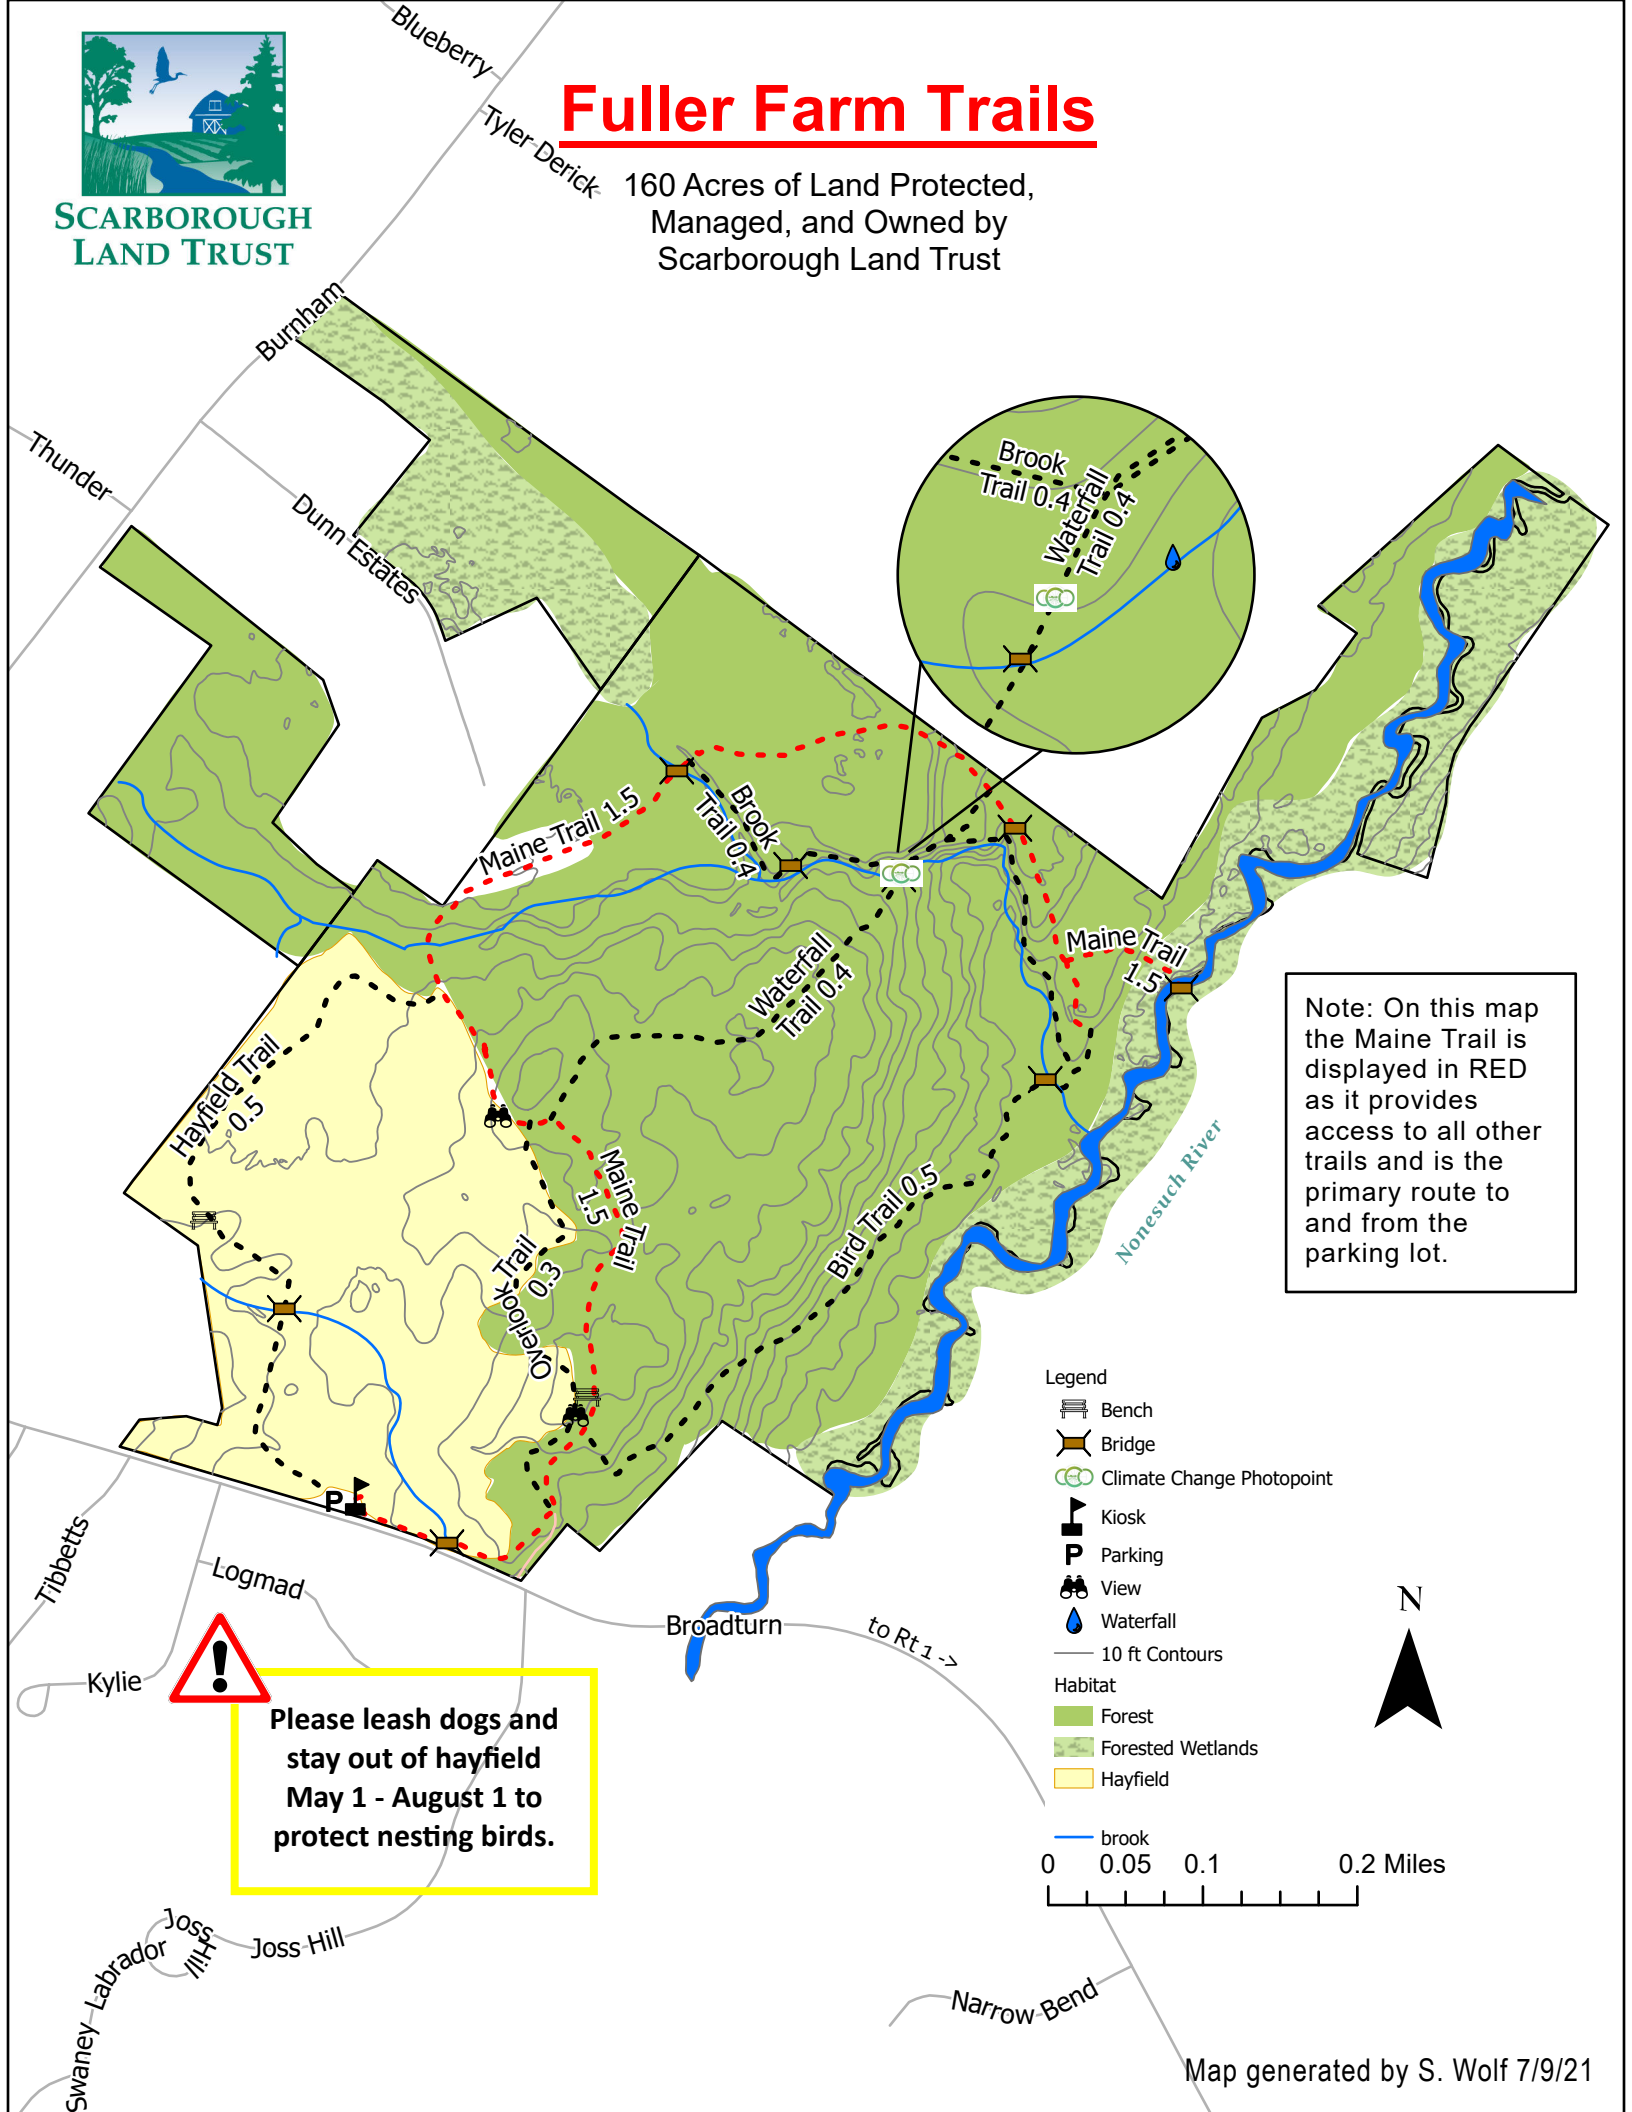 Blueberry
Fuller Farm Trails
SCARBOROUGH
LAND TRUST
Tyler Derick
160 Acres of Land Protected,
Managed, and Owned by
Scarborough Land Trust
Burnham
Thunder
Dunn Estates
Brook
Trail 0.4
Waterfall
Trail 0.4
Maine Trail 1.5
Brook
Trail 0.4
Waterfall
Trail 0.4
Maine Trail
1.5
Hayfield Trail
0.5
Maine Trail
1.5
Overlook Trail
0.3
Bird Trail 0.5
Nonesuch River
Note: On this map
the Maine Trail is
displayed in RED
as it provides
access to all other
trails and is the
primary route to
and from the
parking lot.
P
Legend
Bench
Bridge
Climate Change Photopoint
Kiosk
P Parking
View
Waterfall
10 ft Contours
Habitat
Forest
Forested Wetlands
Hayfield
brook
0 0.05 0.1 0.2 Miles
N
Tibbetts
Logmad
Kylie
Broadturn
to Rt 1 ->
!
Please leash dogs and
stay out of hayfield
May 1 - August 1 to
protect nesting birds.
Joss Hill
Joss Hill
Labrador
Swaney
Narrow Bend
Map generated by S. Wolf 7/9/21